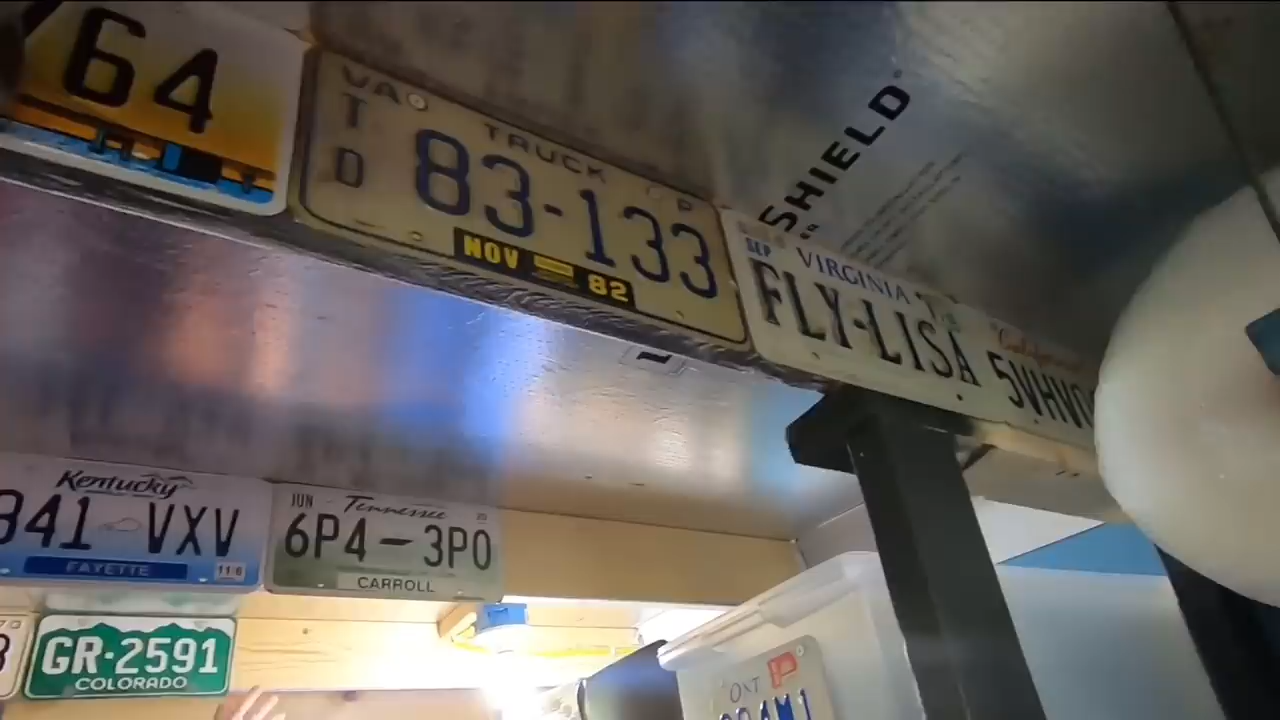 64
VA
TRUCK
T
O
83-133
P
NOV
82
SHIELD
SEP
VIRGINIA
FLY-LISA
California
Kentucky
841 VXV
FAYETTE
JUN
Tennessee
6P4 - 3P0
CARROLL
GR-2591
COLORADO
ONT